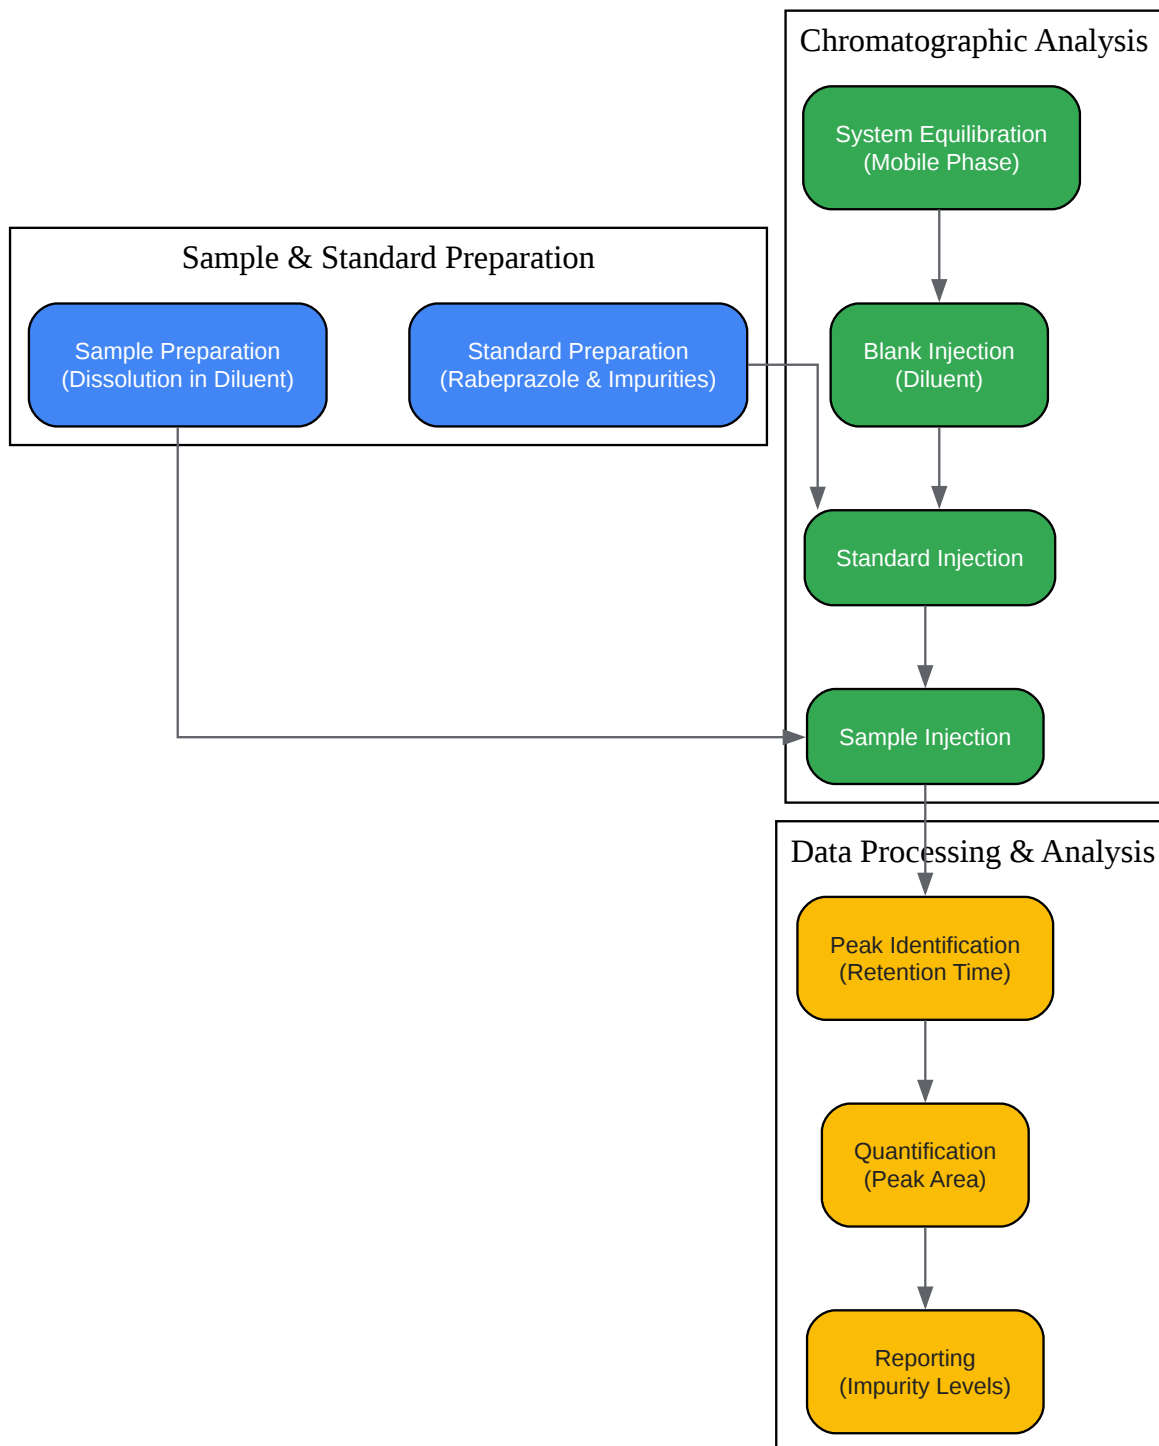 Chromatographic Analysis
System Equilibration
(Mobile Phase)
Sample & Standard Preparation
Sample Preparation
(Dissolution in Diluent)
Standard Preparation
(Rabeprazole & Impurities)
Blank Injection
(Diluent)
Standard Injection
Sample Injection
Data Processing & Analysis
Peak Identification
(Retention Time)
Quantification
(Peak Area)
Reporting
(Impurity Levels)